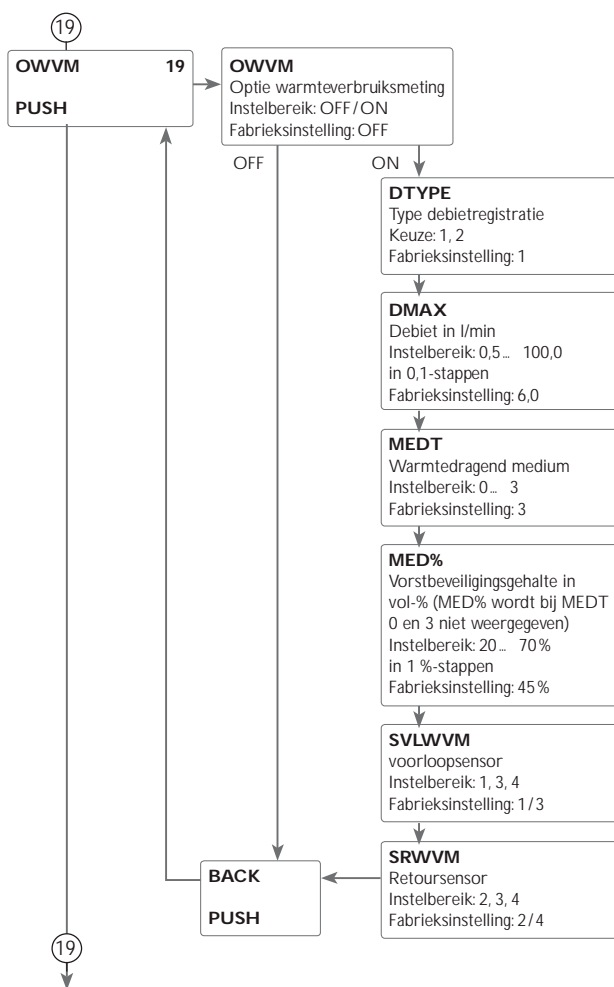 19
OWVM 19
PUSH
OWVM
Optie warmteverbruiksmeting
Instelbereik: OFF/ON
Fabrieksinstelling: OFF
OFF
ON
DTYPE
Type debietregistratie
Keuze: 1, 2
Fabrieksinstelling: 1
DMAX
Debiet in l/min
Instelbereik: 0,5... 100,0
in 0,1-stappen
Fabrieksinstelling: 6,0
MEDT
Warmtedragend medium
Instelbereik: 0... 3
Fabrieksinstelling: 3
MED%
Vorstbeveiligingsgehalte in
vol-% (MED% wordt bij MEDT
0 en 3 niet weergegeven)
Instelbereik: 20... 70%
in 1 %-stappen
Fabrieksinstelling: 45%
SVLWVM
voorloopsensor
Instelbereik: 1, 3, 4
Fabrieksinstelling: 1/3
SRWVM
Retoursensor
Instelbereik: 2, 3, 4
Fabrieksinstelling: 2/4
BACK
PUSH
19